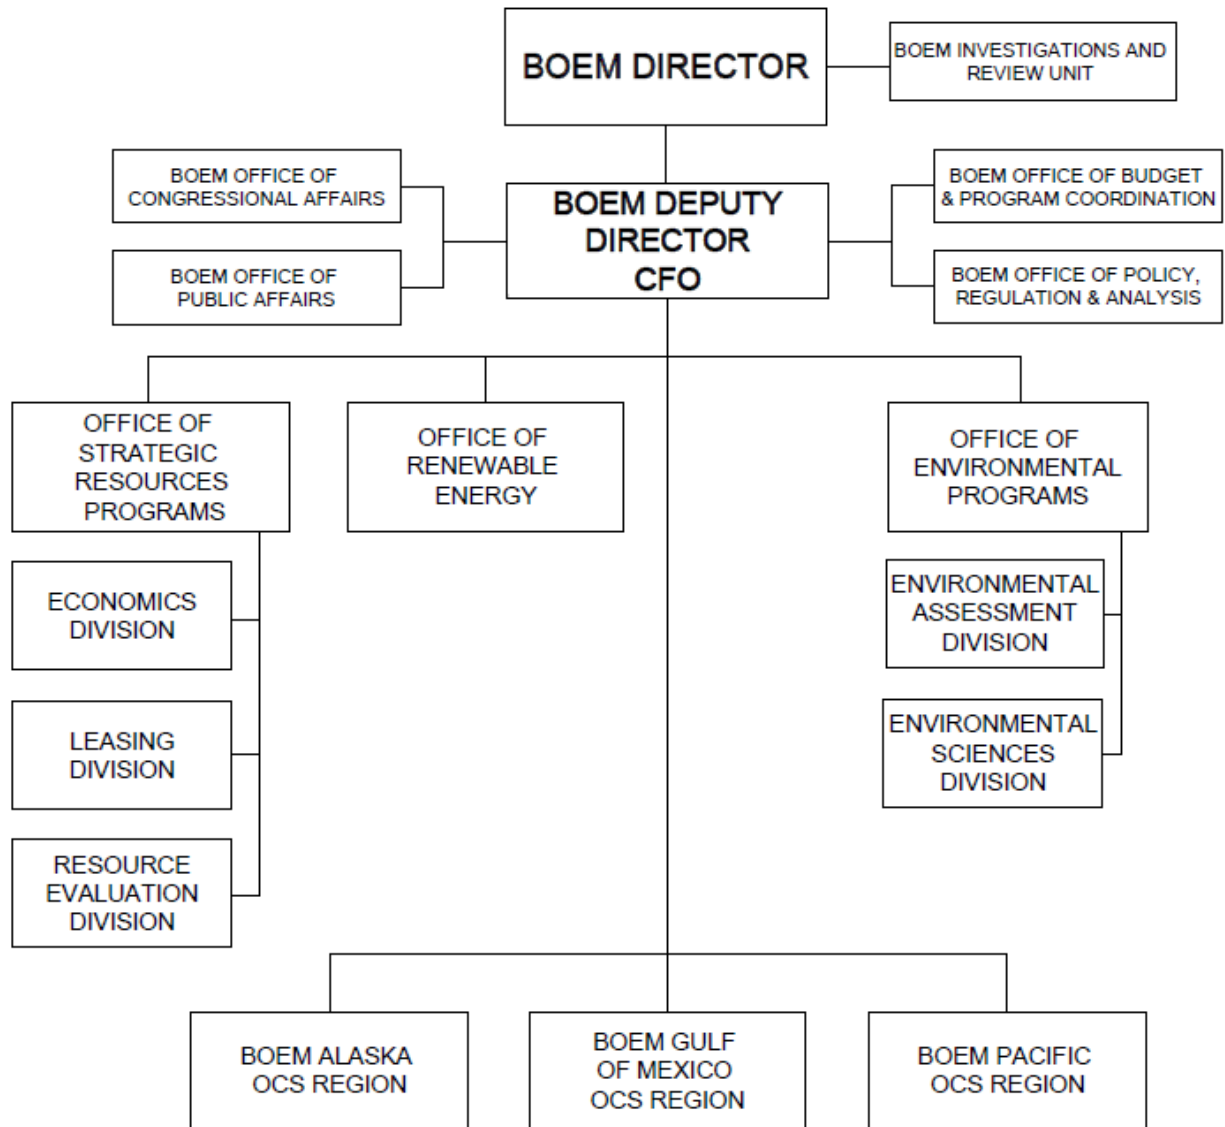 BOEM DIRECTOR
BOEM INVESTIGATIONS AND
REVIEW UNIT
BOEM OFFICE OF
CONGRESSIONAL AFFAIRS
BOEM DEPUTY
DIRECTOR
CFO
BOEM OFFICE OF BUDGET
& PROGRAM COORDINATION
BOEM OFFICE OF
PUBLIC AFFAIRS
BOEM OFFICE OF POLICY,
REGULATION & ANALYSIS
OFFICE OF
STRATEGIC
RESOURCES
PROGRAMS
OFFICE OF
RENEWABLE
ENERGY
OFFICE OF
ENVIRONMENTAL
PROGRAMS
ECONOMICS
DIVISION
LEASING
DIVISION
RESOURCE
EVALUATION
DIVISION
ENVIRONMENTAL
ASSESSMENT
DIVISION
ENVIRONMENTAL
SCIENCES
DIVISION
BOEM ALASKA
OCS REGION
BOEM GULF
OF MEXICO
OCS REGION
BOEM PACIFIC
OCS REGION